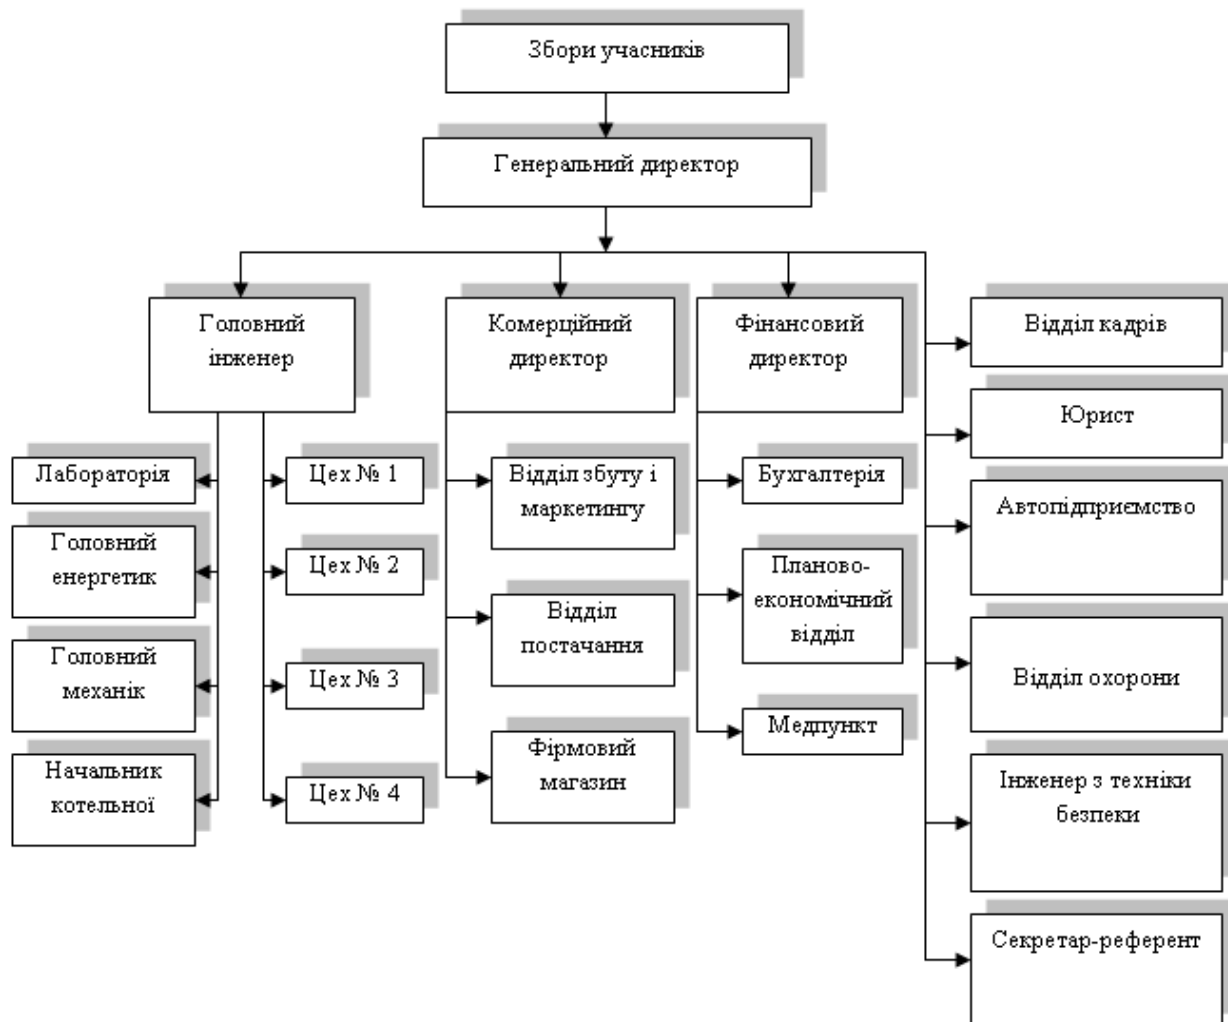 Збори учасників
Генеральний директор
Головний
інженер
Комерційний
директор
Фінансовий
директор
Відділ кадрів
Юрист
Автопідприємство
Відділ охорони
Інженер з техніки
безпеки
Секретар-референт
Лабораторія
Головний
енергетик
Головний
механік
Начальник
котельної
Цех № 1
Цех № 2
Цех № 3
Цех № 4
Відділ збуту і
маркетингу
Відділ
постачання
Фірмовий
магазин
Бухгалтерія
Планово-
економічний
відділ
Медпункт